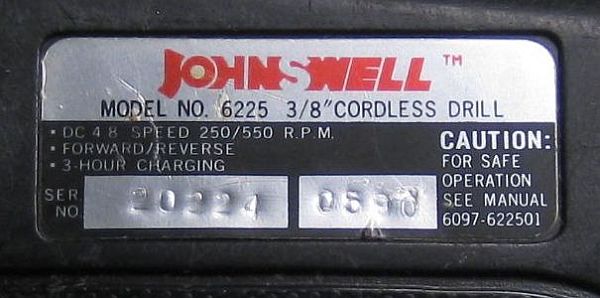 JOHNSWELL™
MODEL NO. 6225 3/8"CORDLESS DRILL
▪ DC 4.8 SPEED 250/550 R.P.M.
▪ FORWARD/REVERSE
▪ 3-HOUR CHARGING
SER. NO.
CAUTION:
FOR SAFE
OPERATION
SEE MANUAL
6097-622501